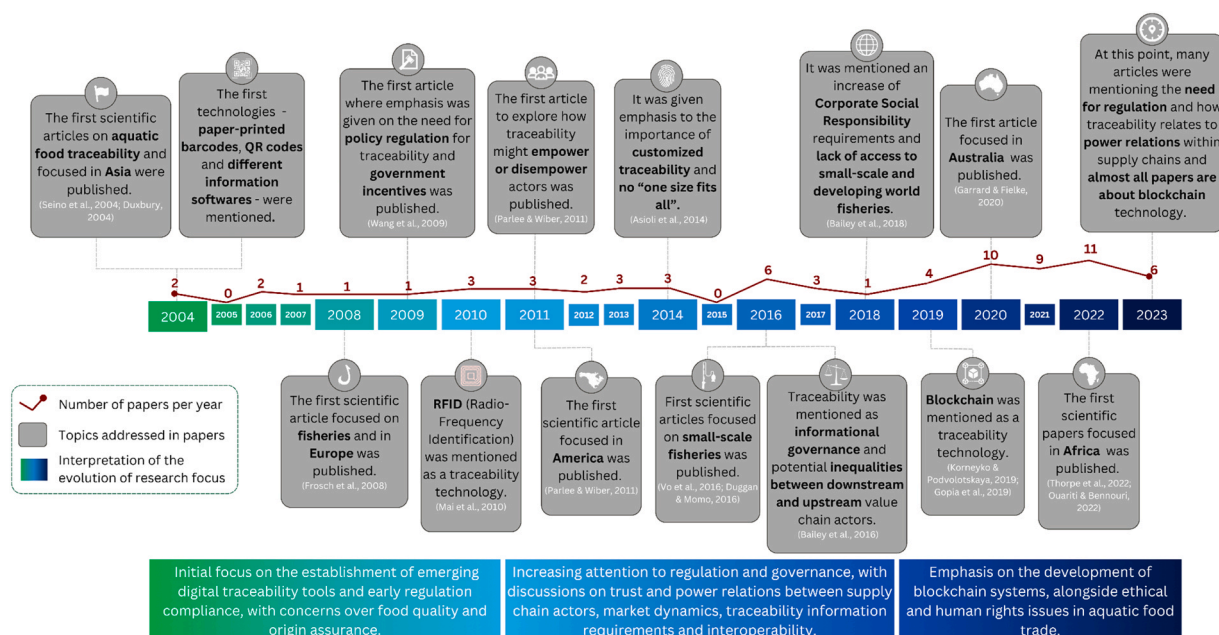 The first scientific
articles on aquatic
food traceability and
focused in Asia were
published.
(Seino et al., 2004; Duxbury,
2004)
The first
technologies -
paper-printed
barcodes, QR codes
and different
information
softwares - were
mentioned.
The first article
where emphasis was
given on the need for
policy regulation for
traceability and
government
incentives was
published.
(Wang et al., 2009)
The first article
to explore how
traceability
might empower
or disempower
actors was
published.
(Parlee & Wiber, 2011)
It was given
emphasis to the
importance of
customized
traceability and
no “one size fits
all”.
(Asioli et al., 2014)
It was mentioned an
increase of
Corporate Social
Responsibility
requirements and
lack of access to
small-scale and
developing world
fisheries.
(Bailey et al., 2018)
The first article
focused in
Australia was
published.
(Garrard & Fielke,
2020)
At this point, many
articles were
mentioning the need
for regulation and how
traceability relates to
power relations within
supply chains and
almost all papers are
about blockchain
technology.
2 0 2 1 1 1 3 3 2 3 3 0 6 3 1 4 10 9 11 6
2004 2005 2006 2007 2008 2009 2010 2011 2012 2013 2014 2015 2016 2017 2018 2019 2020 2021 2022 2023
Number of papers per year
Topics addressed in papers
Interpretation of the
evolution of research focus
The first scientific
article focused on
fisheries and in
Europe was
published.
(Frosch et al., 2008)
RFID (Radio-
Frequency
Identification)
was mentioned
as a traceability
technology.
(Mai et al., 2010)
The first
scientific article
focused in
America was
published.
(Parlee & Wiber, 2011)
First scientific
articles focused
on small-scale
fisheries was
published.
(Vo et al., 2016; Duggan
& Momo, 2016)
Traceability was
mentioned as
informational
governance and
potential inequalities
between downstream
and upstream value
chain actors.
(Bailey et al., 2016)
Blockchain was
mentioned as a
traceability
technology.
(Korneyko &
Podvolotskaya, 2019;
Gopia et al., 2019)
The first
scientific
papers focused
in Africa was
published.
(Thorpe et al., 2022;
Ouariti & Bennouri,
2022)
Initial focus on the establishment of emerging
digital traceability tools and early regulation
compliance, with concerns over food quality and
origin assurance.
Increasing attention to regulation and governance, with
discussions on trust and power relations between supply
chain actors, market dynamics, traceability information
requirements and interoperability.
Emphasis on the development of
blockchain systems, alongside ethical
and human rights issues in aquatic food
trade.